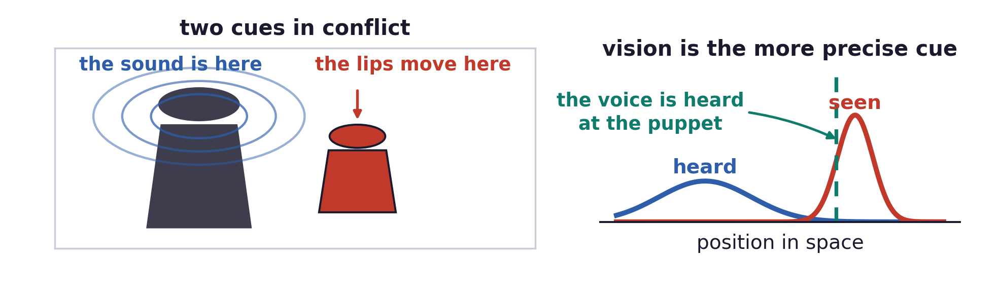 two cues in conflict
the sound is here
the lips move here
vision is the more precise cue
the voice is heard
at the puppet
seen
heard
position in space